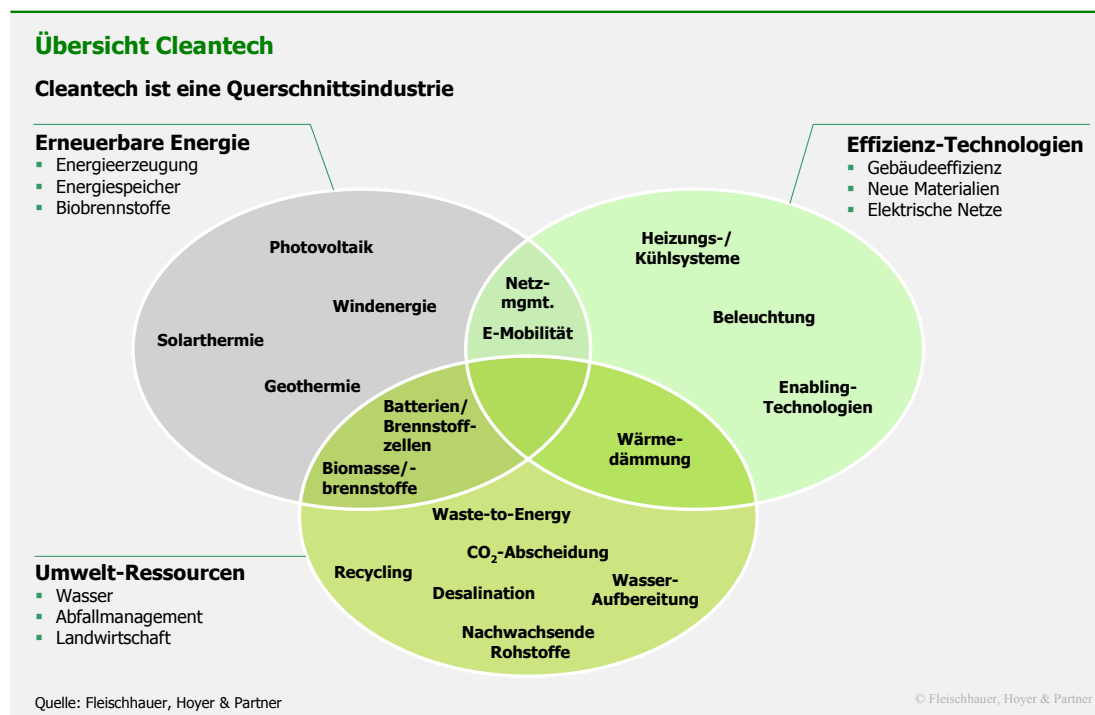 Übersicht Cleantech
Cleantech ist eine Querschnittsindustrie
Erneuerbare Energie
▪ Energieerzeugung
▪ Energiespeicher
▪ Biobrennstoffe
Effizienz-Technologien
▪ Gebäudeeffizienz
▪ Neue Materialien
▪ Elektrische Netze
Photovoltaik
Windenergie
Solarthermie
Geothermie
Netz-
mgmt.
E-Mobilität
Heizungs-/
Kühlsysteme
Beleuchtung
Enabling-
Technologien
Batterien/
Brennstoff-
zellen
Biomasse/-
brennstoffe
Wärme-
dämmung
Waste-to-Energy
CO₂-Abscheidung
Recycling
Desalination
Wasser-
Aufbereitung
Nachwachsende
Rohstoffe
Umwelt-Ressourcen
▪ Wasser
▪ Abfallmanagement
▪ Landwirtschaft
Quelle: Fleischhauer, Hoyer & Partner
© Fleischhauer, Hoyer & Partner